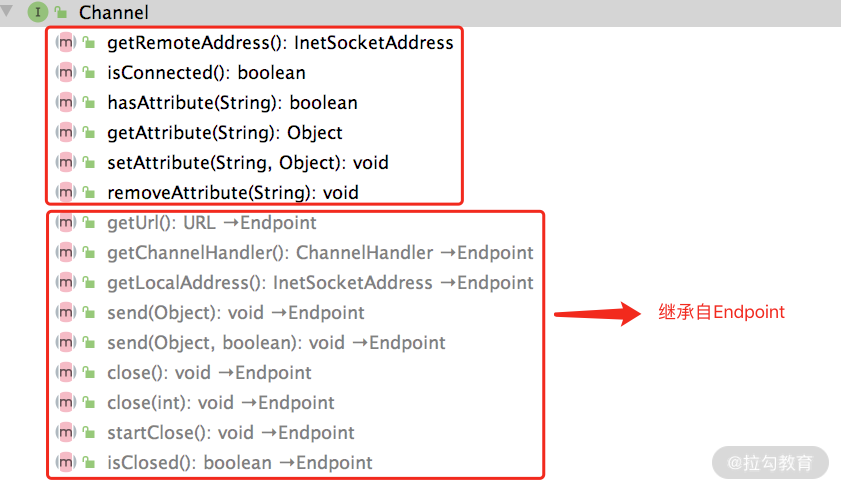 Channel
getRemoteAddress(): InetSocketAddress
isConnected(): boolean
hasAttribute(String): boolean
getAttribute(String): Object
setAttribute(String, Object): void
removeAttribute(String): void
getUrl(): URL →Endpoint
getChannelHandler(): ChannelHandler →Endpoint
getLocalAddress(): InetSocketAddress →Endpoint
send(Object): void →Endpoint
继承自Endpoint
send(Object, boolean): void →Endpoint
close(): void →Endpoint
close(int): void →Endpoint
startClose(): void →Endpoint
isClosed(): boolean →Endpoint
@拉勾教育